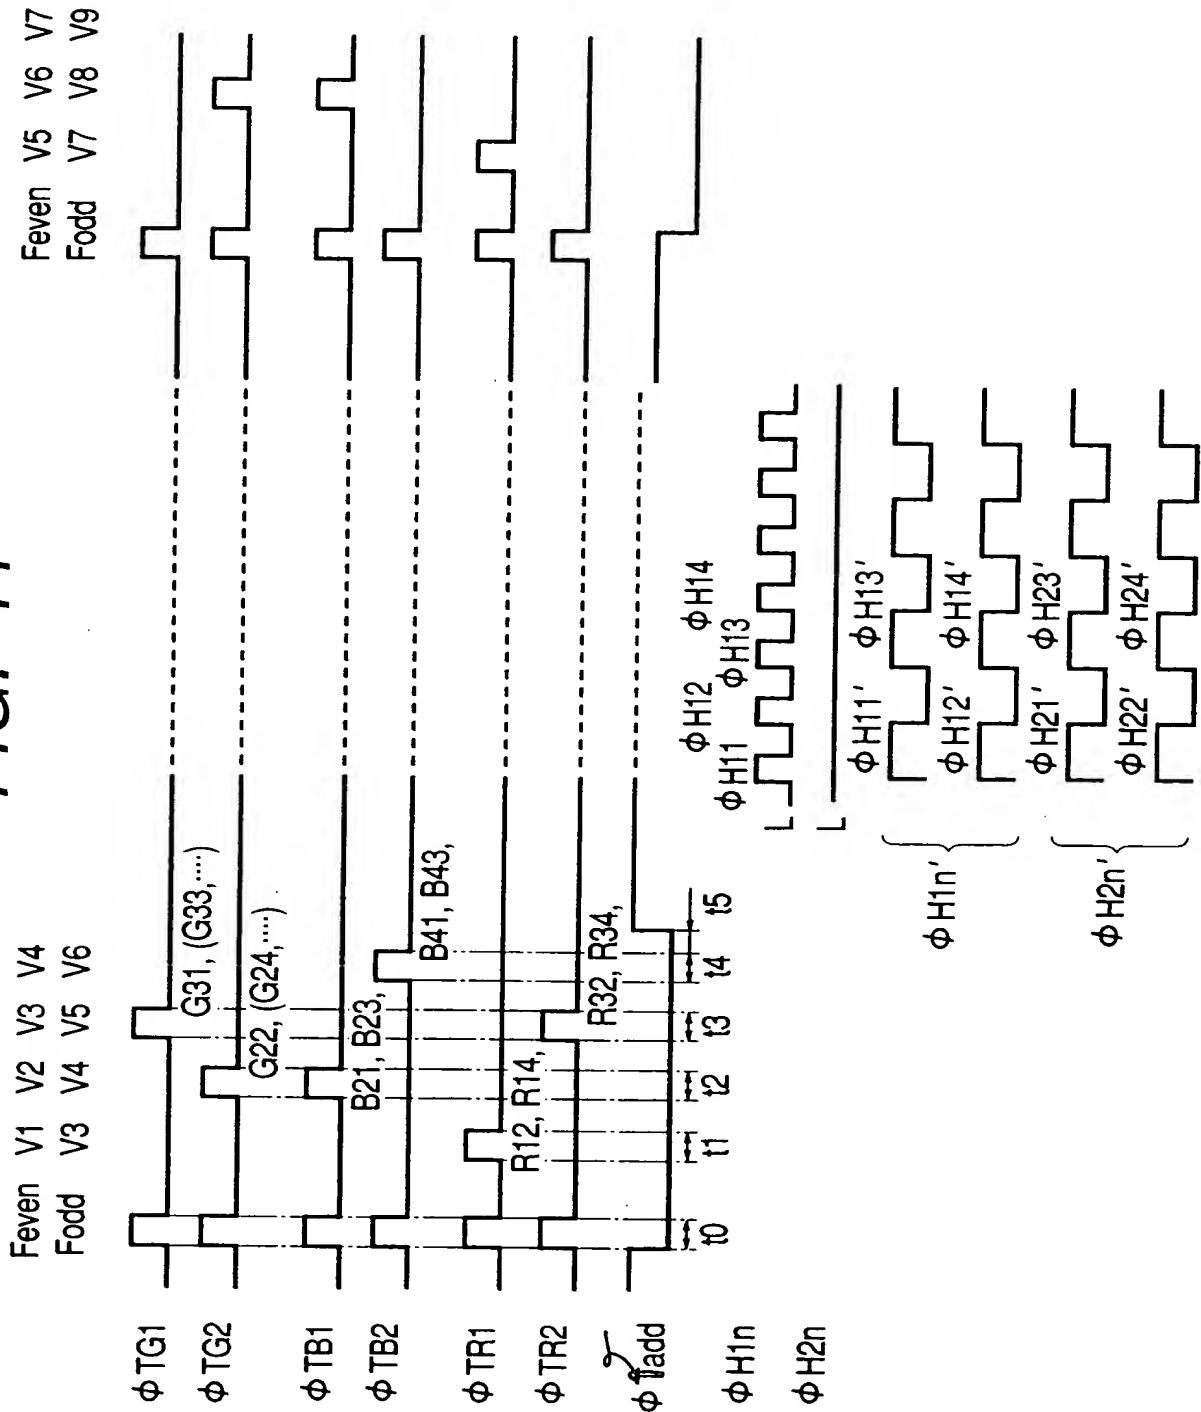 Feven V1 V2 V3 V4
Fodd V3 V4 V5 V6
Feven V5 V6 V7
Fodd V7 V8 V9
ϕTG1
G31, (G33,....)
ϕTG2
G22, (G24,....)
ϕTB1
B21, B23,
ϕTB2
B41, B43,
ϕTR1
R12, R14,
ϕTR2
R32, R34,
ϕTadd
t0 t1 t2 t3 t4 t5
ϕH1n
L
ϕH11 ϕH12 ϕH13 ϕH14
ϕH2n
L
ϕH1n'
ϕH11' ϕH13'
ϕH12' ϕH14'
ϕH2n'
ϕH21' ϕH23'
ϕH22' ϕH24'